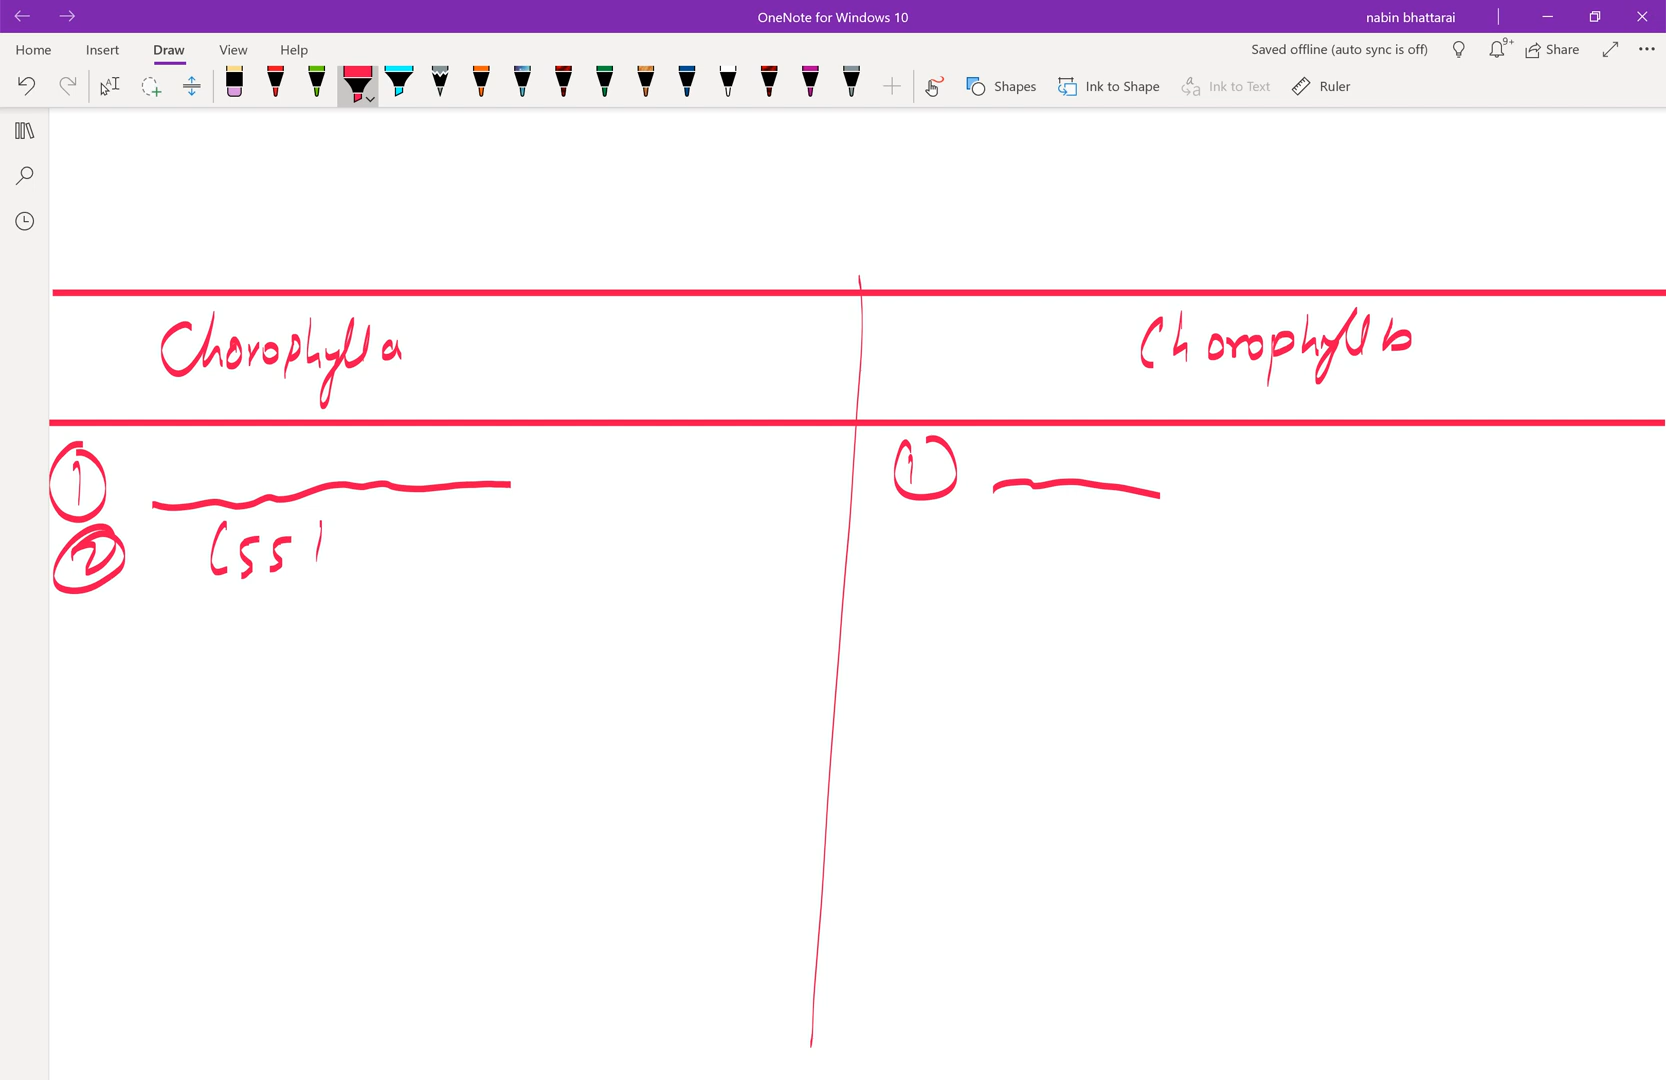 OneNote for Windows 10
nabin bhattarai
Home Insert Draw View Help
Saved offline (auto sync is off) 9+ Share
Shapes Ink to Shape Ink to Text Ruler
Chorophyll a
Chorophyll b
1
1
2